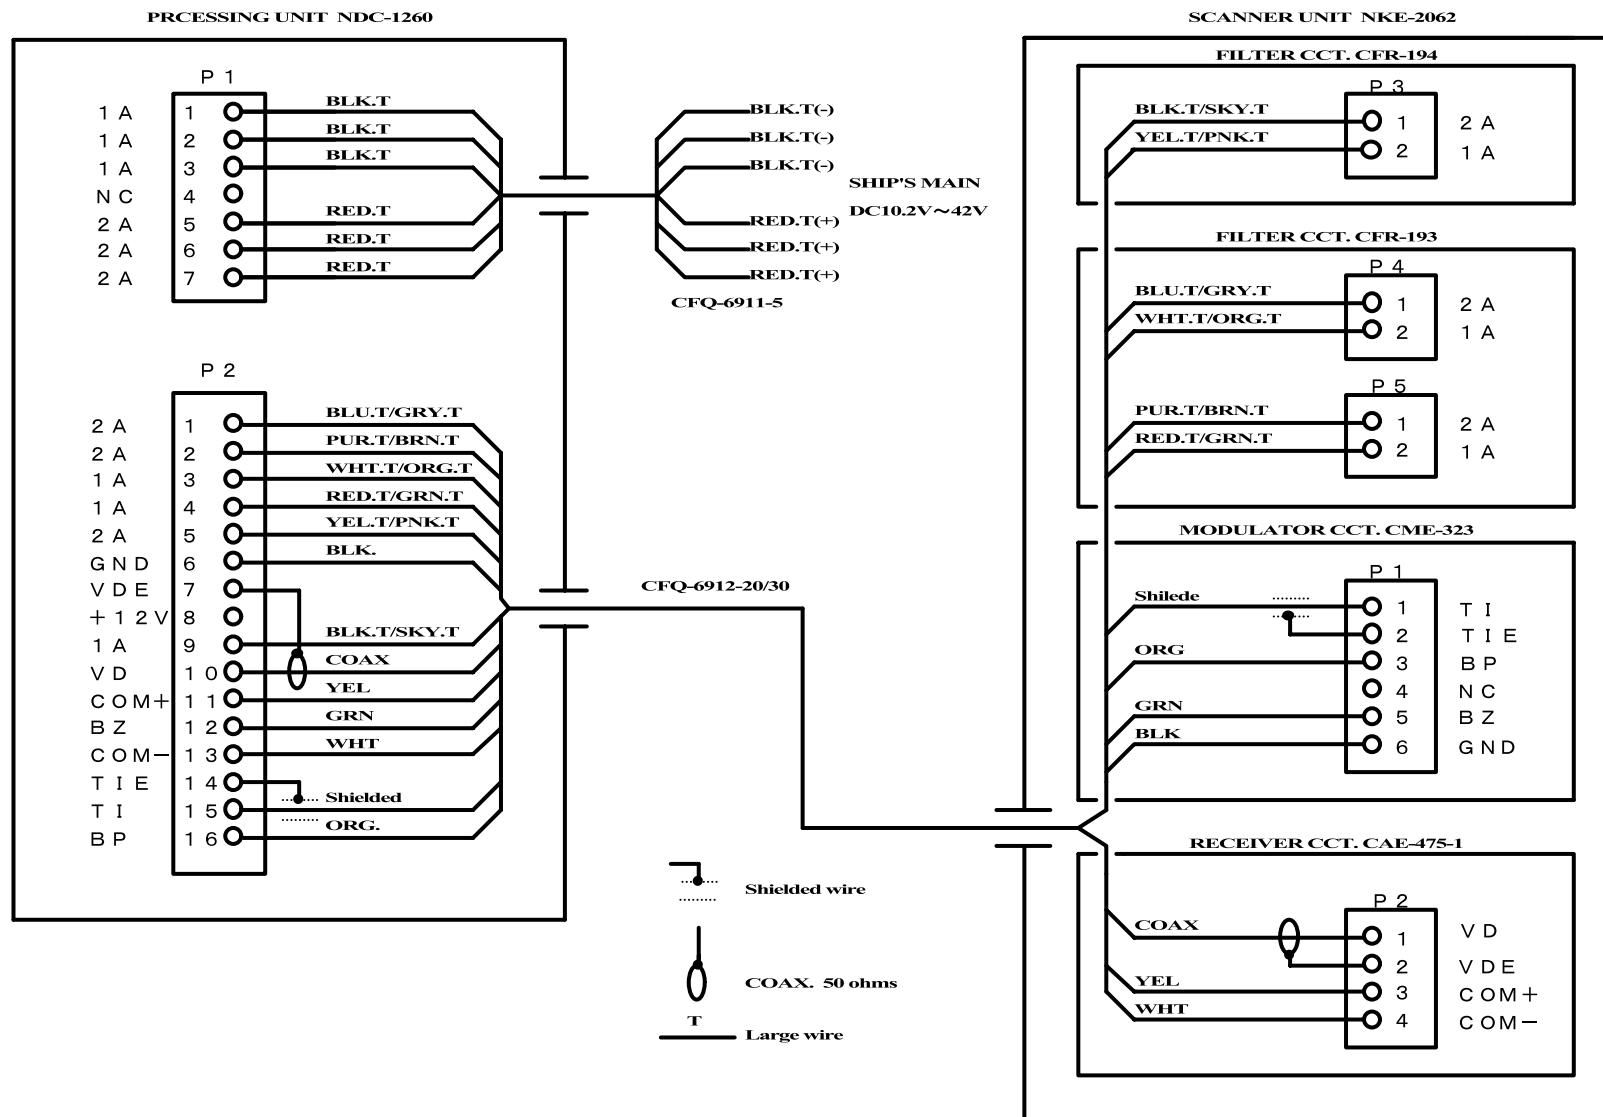 PRCESSING UNIT NDC-1260
P 1
1 A 1 BLK.T
1 A 2 BLK.T
1 A 3 BLK.T
N C 4
2 A 5 RED.T
2 A 6 RED.T
2 A 7 RED.T
BLK.T(-)
BLK.T(-)
BLK.T(-)
RED.T(+)
RED.T(+)
RED.T(+)
SHIP'S MAIN
DC10.2V～42V
CFQ-6911-5
P 2
2 A 1 BLU.T/GRY.T
2 A 2 PUR.T/BRN.T
1 A 3 WHT.T/ORG.T
1 A 4 RED.T/GRN.T
2 A 5 YEL.T/PNK.T
G N D 6 BLK.
V D E 7
＋1 2 V 8
1 A 9 BLK.T/SKY.T
V D 1 0 COAX
C O M＋ 1 1 YEL
B Z 1 2 GRN
C O M− 1 3 WHT
T I E 1 4
T I 1 5 Shielded
B P 1 6 ORG.
CFQ-6912-20/30
Shielded wire
COAX. 50 ohms
T
Large wire
SCANNER UNIT NKE-2062
FILTER CCT. CFR-194
P 3
BLK.T/SKY.T 1 2 A
YEL.T/PNK.T 2 1 A
FILTER CCT. CFR-193
P 4
BLU.T/GRY.T 1 2 A
WHT.T/ORG.T 2 1 A
P 5
PUR.T/BRN.T 1 2 A
RED.T/GRN.T 2 1 A
MODULATOR CCT. CME-323
P 1
Shilede 1 T I
2 T I E
ORG 3 B P
4 N C
GRN 5 B Z
BLK 6 G N D
RECEIVER CCT. CAE-475-1
P 2
COAX 1 V D
2 V D E
YEL 3 C O M＋
WHT 4 C O M−